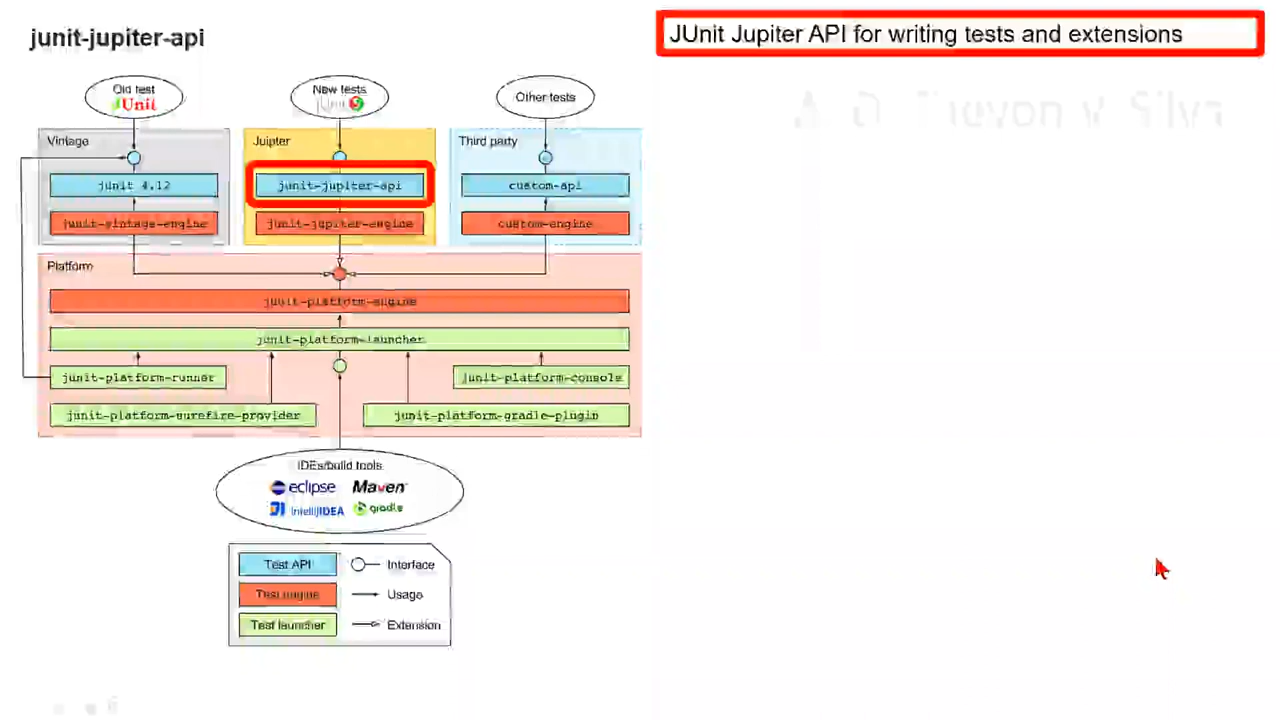 junit-jupiter-api
JUnit Jupiter API for writing tests and extensions
Old test
JUnit
New tests
JUnit 5
Other tests
Vintage
Juipter
Third party
junit 4.12
junit-jupiter-api
custom-api
junit-vintage-engine
junit-jupiter-engine
custom-engine
Platform
junit-platform-engine
junit-platform-launcher
junit-platform-runner
junit-platform-console
junit-platform-surefire-provider
junit-platform-gradle-plugin
IDEs/build tools
eclipse
Maven
IntelliJIDEA
gradle
Test API
Interface
Test engine
Usage
Test launcher
Extension